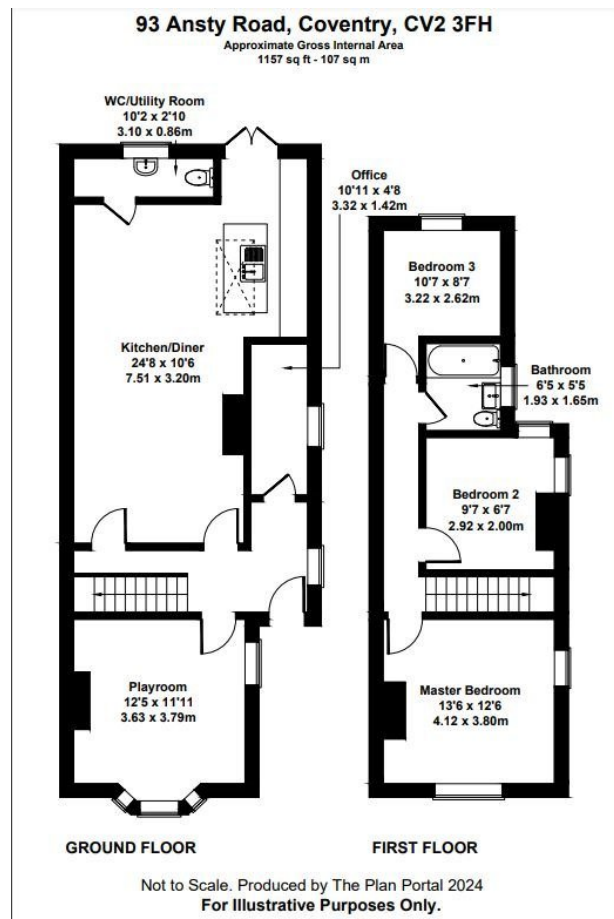 93 Ansty Road, Coventry, CV2 3FH
Approximate Gross Internal Area
1157 sq ft - 107 sq m
WC/Utility Room
10'2 x 2'10
3.10 x 0.86m
Office
10'11 x 4'8
3.32 x 1.42m
Kitchen/Diner
24'8 x 10'6
7.51 x 3.20m
Playroom
12'5 x 11'11
3.63 x 3.79m
Bedroom 3
10'7 x 8'7
3.22 x 2.62m
Bathroom
6'5 x 5'5
1.93 x 1.65m
Bedroom 2
9'7 x 6'7
2.92 x 2.00m
Master Bedroom
13'6 x 12'6
4.12 x 3.80m
GROUND FLOOR
FIRST FLOOR
Not to Scale. Produced by The Plan Portal 2024
For Illustrative Purposes Only.